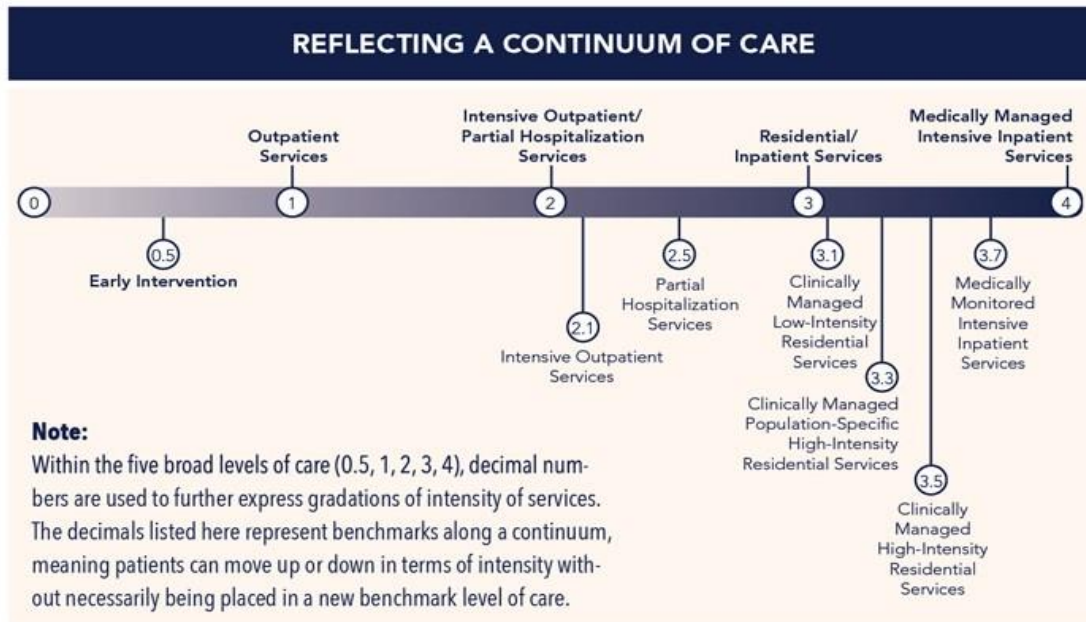 REFLECTING A CONTINUUM OF CARE
Outpatient
Services
Intensive Outpatient/
Partial Hospitalization
Services
Residential/
Inpatient Services
Medically Managed
Intensive Inpatient
Services
0
1
2
3
4
0.5
Early Intervention
2.1
Intensive Outpatient
Services
2.5
Partial
Hospitalization
Services
3.1
Clinically
Managed
Low-Intensity
Residential
Services
3.3
Clinically Managed
Population-Specific
High-Intensity
Residential Services
3.5
Clinically
Managed
High-Intensity
Residential
Services
3.7
Medically
Monitored
Intensive
Inpatient
Services
Note:
Within the five broad levels of care (0.5, 1, 2, 3, 4), decimal num-
bers are used to further express gradations of intensity of services.
The decimals listed here represent benchmarks along a continuum,
meaning patients can move up or down in terms of intensity with-
out necessarily being placed in a new benchmark level of care.